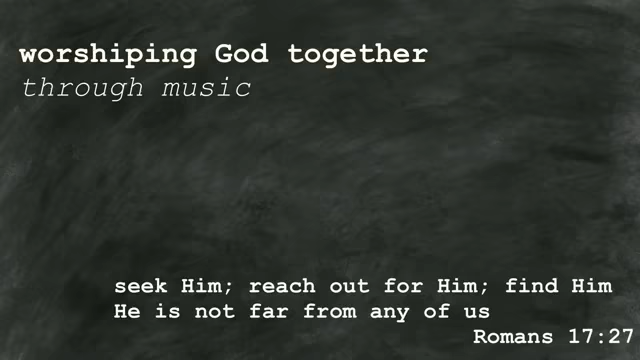 worshiping God together
through music
seek Him; reach out for Him; find Him
He is not far from any of us
Romans 17:27